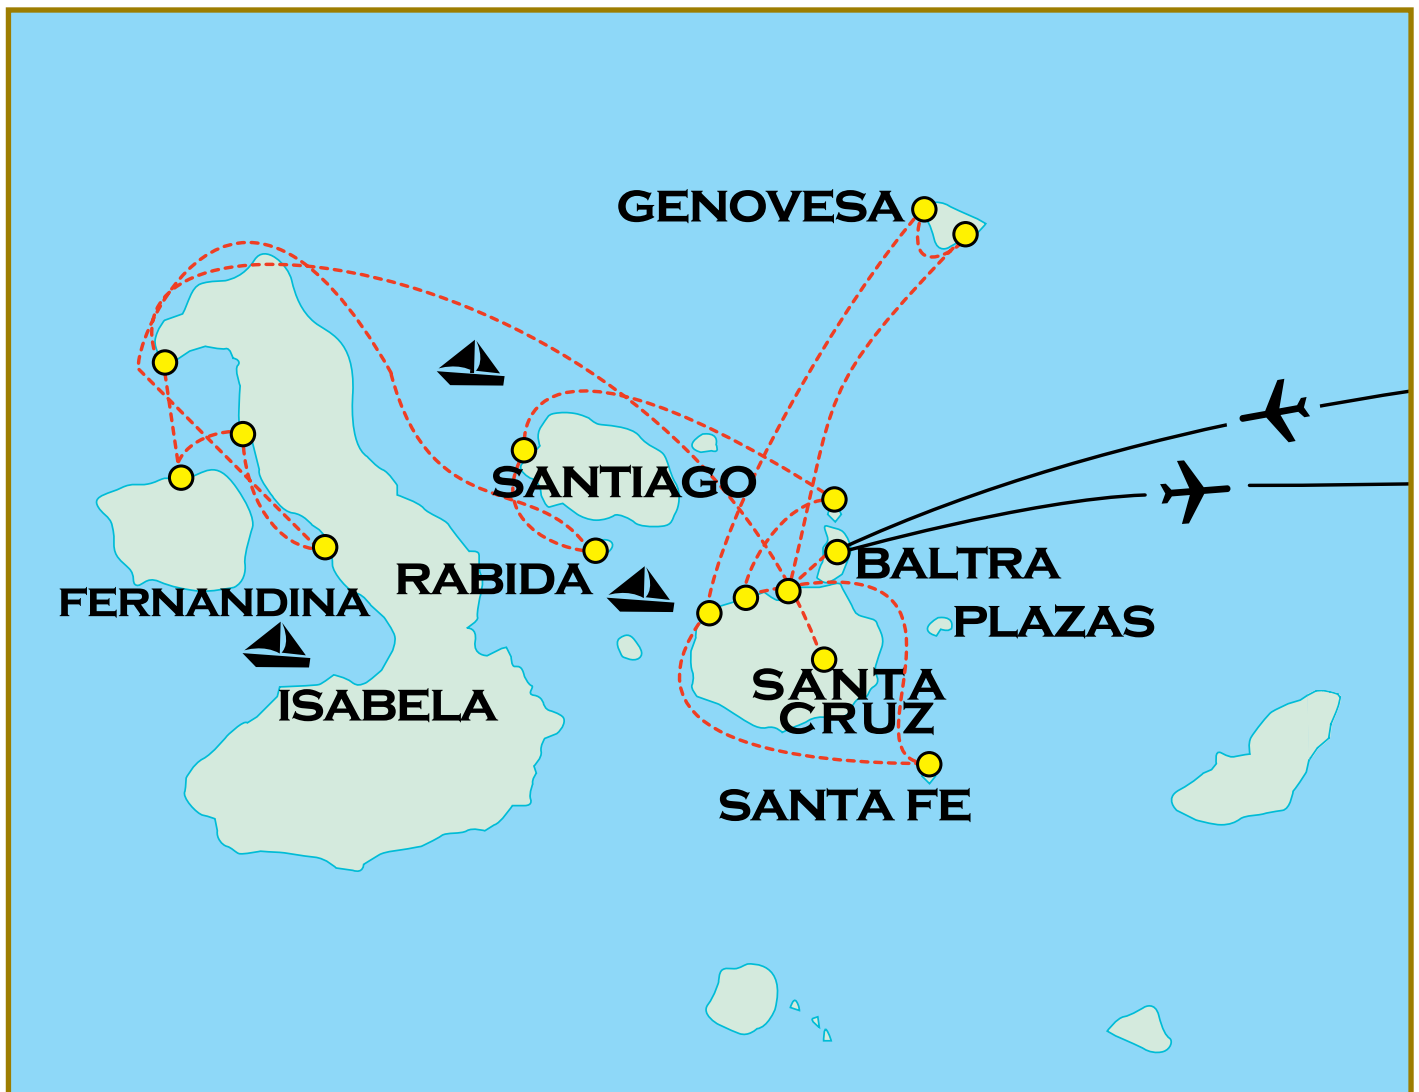 GENOVESA
SANTIAGO
BALTRA
RABIDA
FERNANDINA
PLAZAS
SANTA
CRUZ
ISABELA
SANTA FE